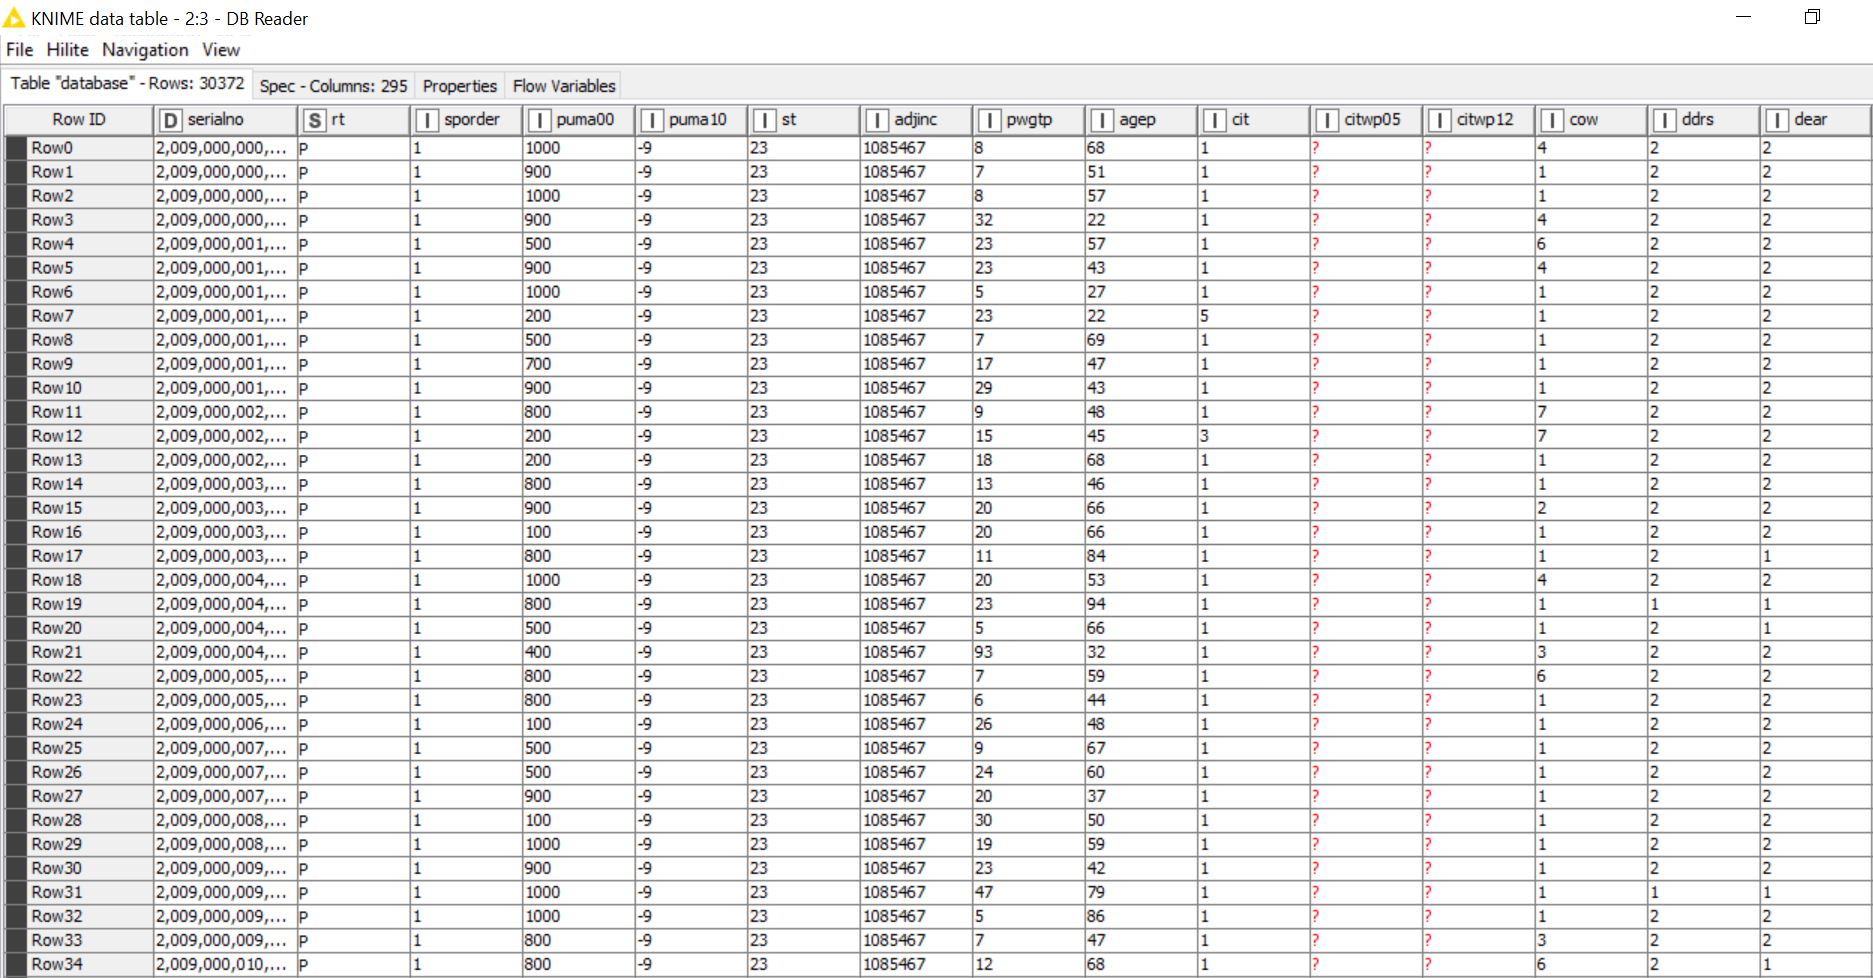 KNIME data table - 2:3 - DB Reader
File Hilite Navigation View
Table "database" - Rows: 30372 Spec - Columns: 295 Properties Flow Variables
Row ID D serialno S rt I sporder I puma00 I puma10 I st I adjinc I pwgtp I agep I cit I citwp05 I citwp12 I cow I ddrs I dear
Row0 2,009,000,000,... P 1 1000 -9 23 1085467 8 68 1 ? ? 4 2 2
Row1 2,009,000,000,... P 1 900 -9 23 1085467 7 51 1 ? ? 1 2 2
Row2 2,009,000,000,... P 1 1000 -9 23 1085467 8 57 1 ? ? 1 2 2
Row3 2,009,000,000,... P 1 900 -9 23 1085467 32 22 1 ? ? 4 2 2
Row4 2,009,000,001,... P 1 500 -9 23 1085467 23 57 1 ? ? 6 2 2
Row5 2,009,000,001,... P 1 900 -9 23 1085467 23 43 1 ? ? 4 2 2
Row6 2,009,000,001,... P 1 1000 -9 23 1085467 5 27 1 ? ? 1 2 2
Row7 2,009,000,001,... P 1 200 -9 23 1085467 23 22 5 ? ? 1 2 2
Row8 2,009,000,001,... P 1 500 -9 23 1085467 7 69 1 ? ? 1 2 2
Row9 2,009,000,001,... P 1 700 -9 23 1085467 17 47 1 ? ? 1 2 2
Row10 2,009,000,001,... P 1 900 -9 23 1085467 29 43 1 ? ? 1 2 2
Row11 2,009,000,002,... P 1 800 -9 23 1085467 9 48 1 ? ? 7 2 2
Row12 2,009,000,002,... P 1 200 -9 23 1085467 15 45 3 ? ? 7 2 2
Row13 2,009,000,002,... P 1 200 -9 23 1085467 18 68 1 ? ? 1 2 2
Row14 2,009,000,003,... P 1 800 -9 23 1085467 13 46 1 ? ? 1 2 2
Row15 2,009,000,003,... P 1 900 -9 23 1085467 20 66 1 ? ? 2 2 2
Row16 2,009,000,003,... P 1 100 -9 23 1085467 20 66 1 ? ? 1 2 2
Row17 2,009,000,003,... P 1 800 -9 23 1085467 11 84 1 ? ? 1 2 1
Row18 2,009,000,004,... P 1 1000 -9 23 1085467 20 53 1 ? ? 4 2 2
Row19 2,009,000,004,... P 1 800 -9 23 1085467 23 94 1 ? ? 1 1 1
Row20 2,009,000,004,... P 1 500 -9 23 1085467 5 66 1 ? ? 1 2 1
Row21 2,009,000,004,... P 1 400 -9 23 1085467 93 32 1 ? ? 3 2 2
Row22 2,009,000,005,... P 1 800 -9 23 1085467 7 59 1 ? ? 6 2 2
Row23 2,009,000,005,... P 1 800 -9 23 1085467 6 44 1 ? ? 1 2 2
Row24 2,009,000,006,... P 1 100 -9 23 1085467 26 48 1 ? ? 1 2 2
Row25 2,009,000,007,... P 1 500 -9 23 1085467 9 67 1 ? ? 1 2 2
Row26 2,009,000,007,... P 1 500 -9 23 1085467 24 60 1 ? ? 1 2 2
Row27 2,009,000,007,... P 1 900 -9 23 1085467 20 37 1 ? ? 1 2 2
Row28 2,009,000,008,... P 1 100 -9 23 1085467 30 50 1 ? ? 1 2 2
Row29 2,009,000,008,... P 1 1000 -9 23 1085467 19 59 1 ? ? 1 2 2
Row30 2,009,000,009,... P 1 900 -9 23 1085467 23 42 1 ? ? 1 2 2
Row31 2,009,000,009,... P 1 1000 -9 23 1085467 47 79 1 ? ? 1 1 1
Row32 2,009,000,009,... P 1 1000 -9 23 1085467 5 86 1 ? ? 1 2 2
Row33 2,009,000,009,... P 1 800 -9 23 1085467 7 47 1 ? ? 3 2 2
Row34 2,009,000,010,... P 1 800 -9 23 1085467 12 68 1 ? ? 6 2 1